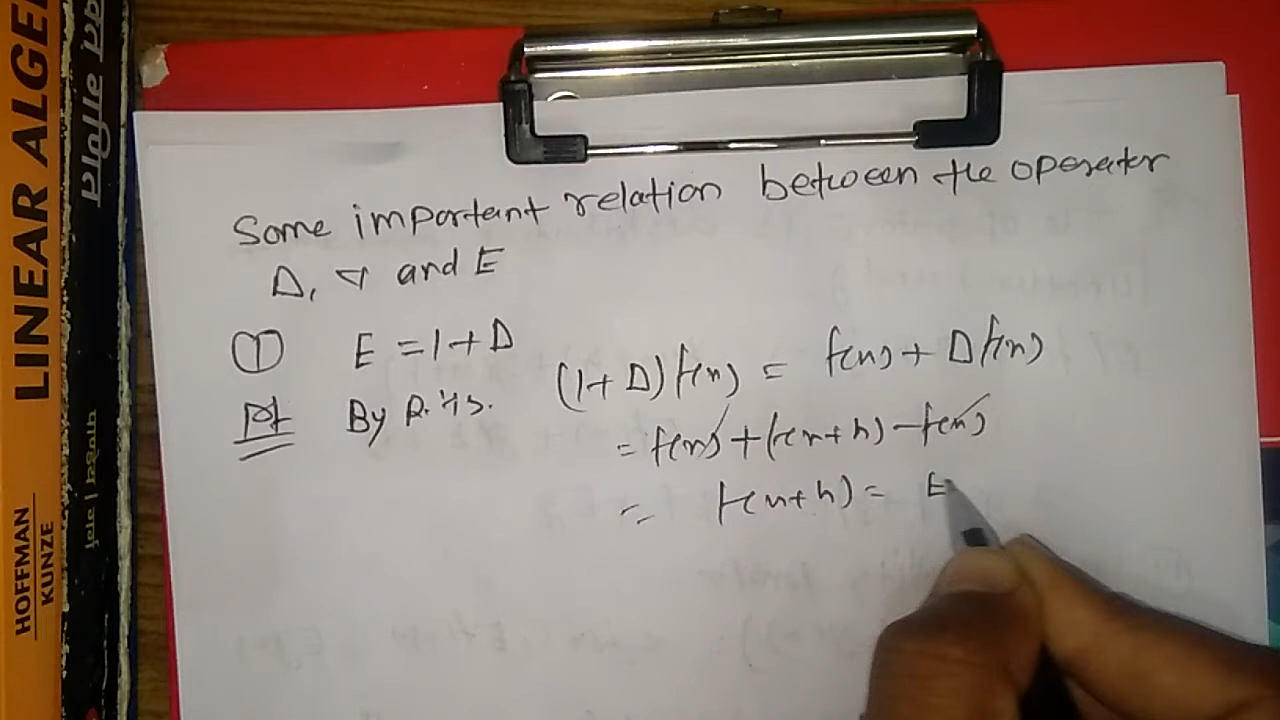 LINEAR ALGE
HOFFMAN
KUNZE
Some important relation between the operator
Δ, ∇ and E
① E = 1 + Δ
Pf By R.H.S. (1 + Δ) f(x) = f(x) + Δ f(x)
= f(x) + f(x+h) - f(x)
= f(x+h) = E